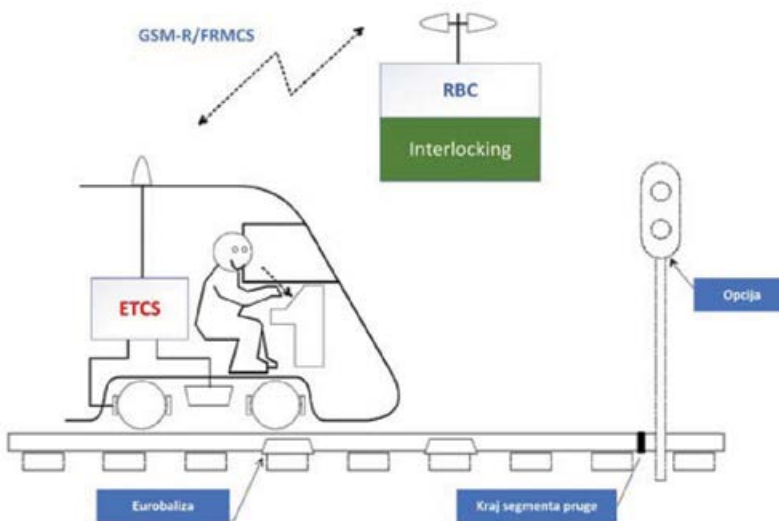 GSM-R/FRMCS
RBC
Interlocking
ETCS
Opcija
Eurobaliza
Kraj segmenta pruge